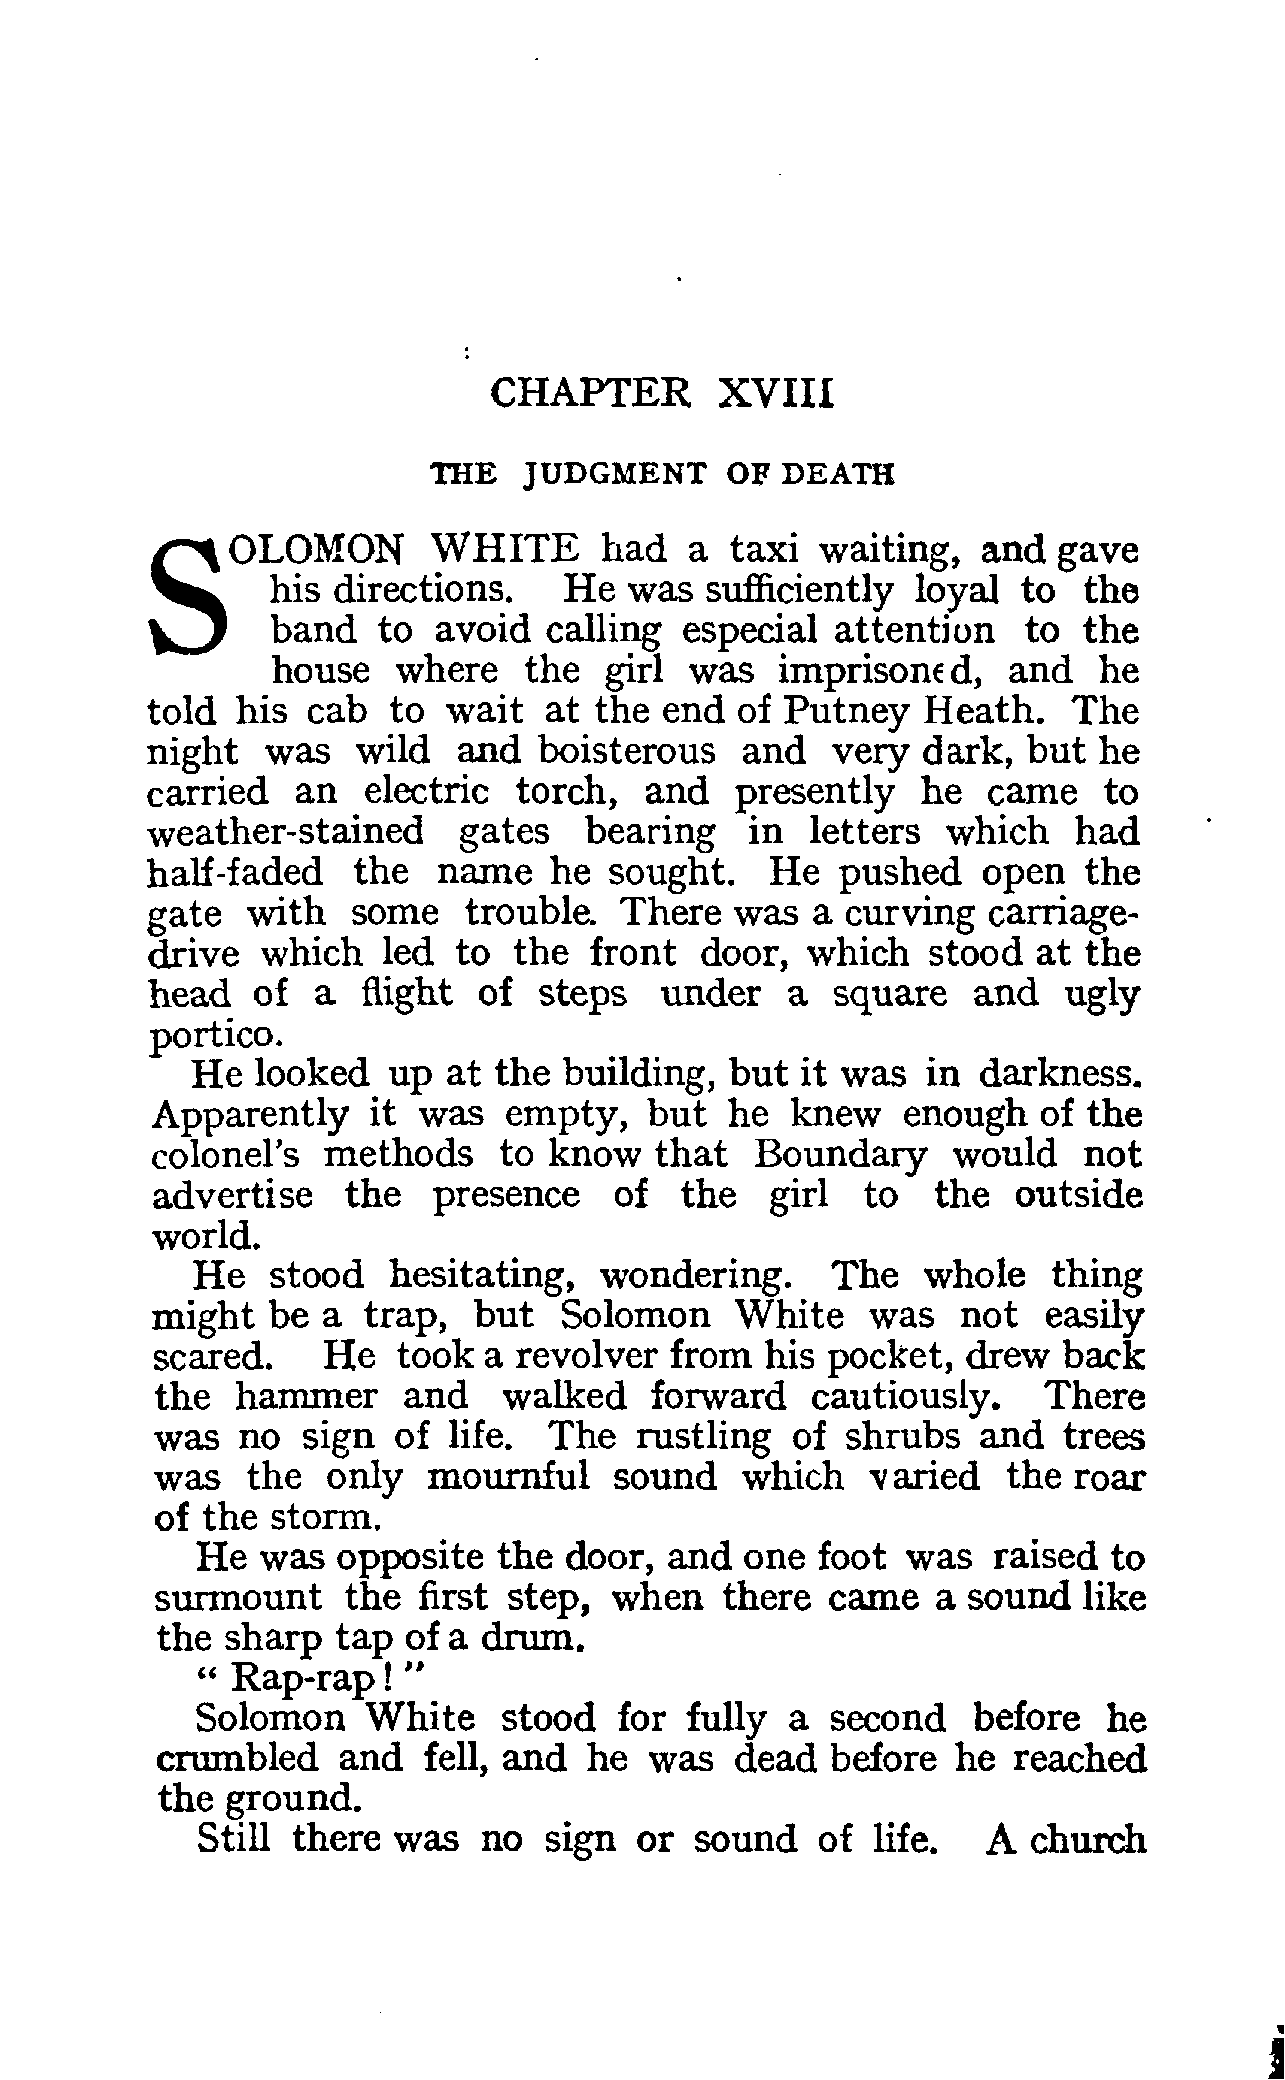 CHAPTER XVIII
THE JUDGMENT OF DEATH
SOLOMON WHITE had a taxi waiting, and gave
his directions. He was sufficiently loyal to the
band to avoid calling especial attention to the
house where the girl was imprisoned, and he
told his cab to wait at the end of Putney Heath. The
night was wild and boisterous and very dark, but he
carried an electric torch, and presently he came to
weather-stained gates bearing in letters which had
half-faded the name he sought. He pushed open the
gate with some trouble. There was a curving carriage-
drive which led to the front door, which stood at the
head of a flight of steps under a square and ugly
portico.
He looked up at the building, but it was in darkness.
Apparently it was empty, but he knew enough of the
colonel's methods to know that Boundary would not
advertise the presence of the girl to the outside
world.
He stood hesitating, wondering. The whole thing
might be a trap, but Solomon White was not easily
scared. He took a revolver from his pocket, drew back
the hammer and walked forward cautiously. There
was no sign of life. The rustling of shrubs and trees
was the only mournful sound which varied the roar
of the storm.
He was opposite the door, and one foot was raised to
surmount the first step, when there came a sound like
the sharp tap of a drum.
" Rap-rap ! "
Solomon White stood for fully a second before he
crumbled and fell, and he was dead before he reached
the ground.
Still there was no sign or sound of life. A church